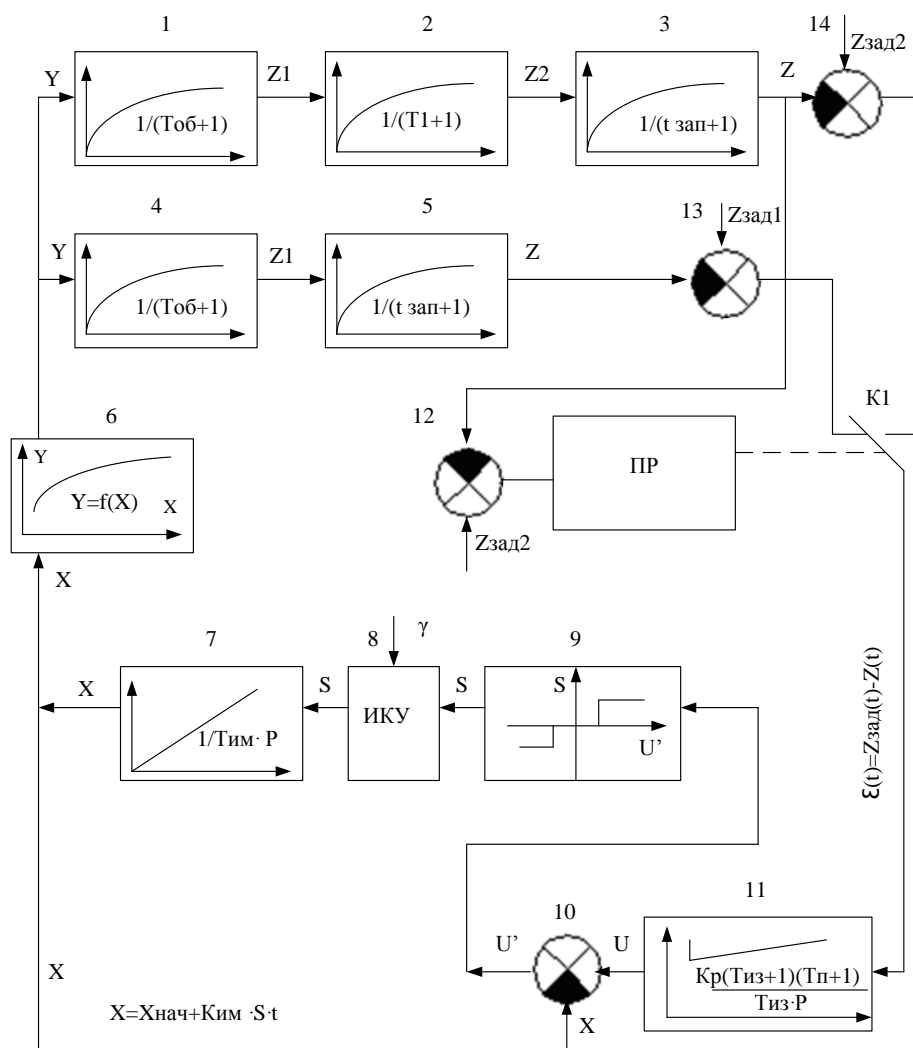 1
2
3
14
Zзад2
Y
Z1
Z2
Z
1/(Тоб+1)
1/(Т1+1)
1/(t зап+1)
4
5
13
Zзад1
Y
Z1
Z
1/(Тоб+1)
1/(t зап+1)
6
12
К1
Y
Y=f(X)
X
ПР
Zзад2
X
7
8
γ
9
X
S
S
S
1/Тим· Р
ИКУ
U’
Ɛ(t)=Zзад(t)-Z(t)
10
11
U’
U
X
Кр(Тиз+1)(Тп+1)
Тиз·Р
X
X=Xнач+Ким ·S·t